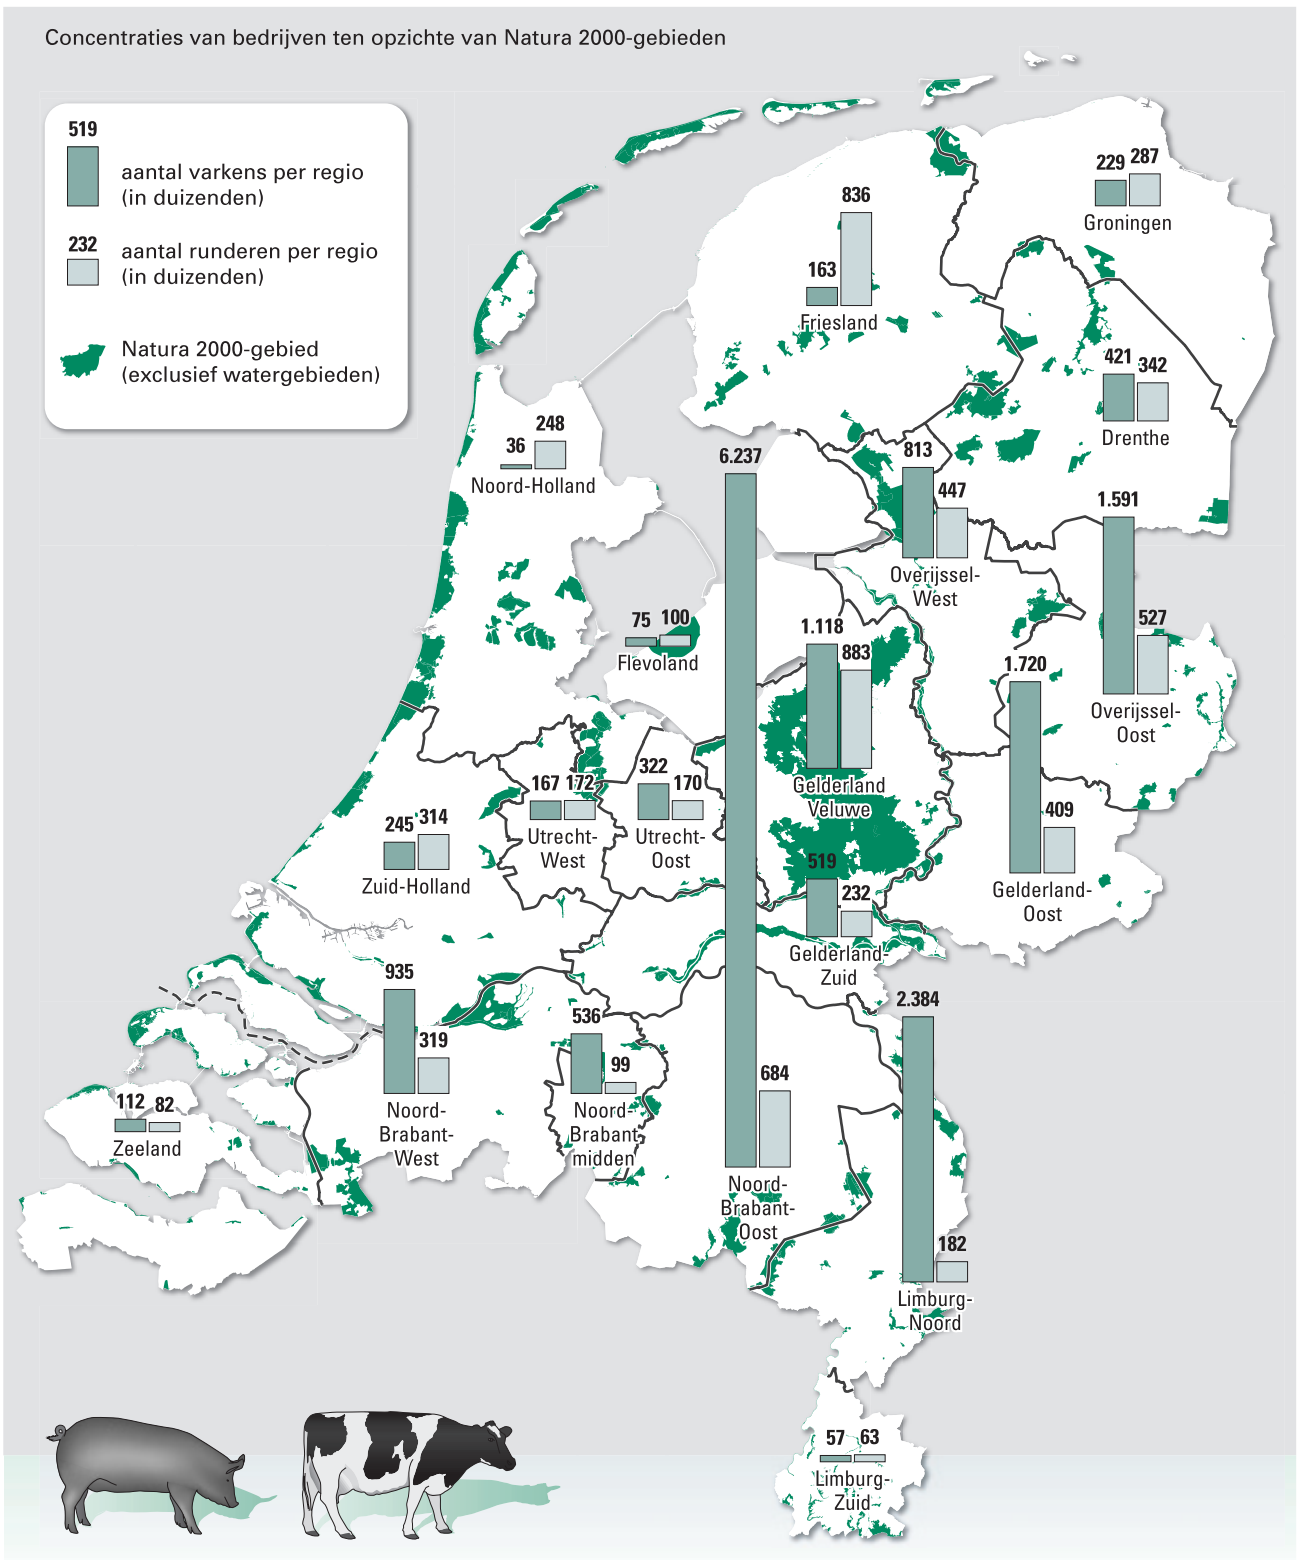 Concentraties van bedrijven ten opzichte van Natura 2000-gebieden
519
aantal varkens per regio
(in duizenden)
232
aantal runderen per regio
(in duizenden)
Natura 2000-gebied
(exclusief watergebieden)
229 287
Groningen
163 836
Friesland
421 342
Drenthe
36 248
Noord-Holland
813 447
Overijssel-
West
1.591 527
Overijssel-
Oost
75 100
Flevoland
1.118 883
Gelderland
Veluwe
1.720 409
Gelderland-
Oost
167 172
Utrecht-
West
322 170
Utrecht-
Oost
245 314
Zuid-Holland
519 232
Gelderland-
Zuid
935 319
Noord-
Brabant-
West
536 99
Noord-
Brabant
midden
6.237 684
Noord-
Brabant-
Oost
112 82
Zeeland
2.384 182
Limburg-
Noord
57 63
Limburg-
Zuid